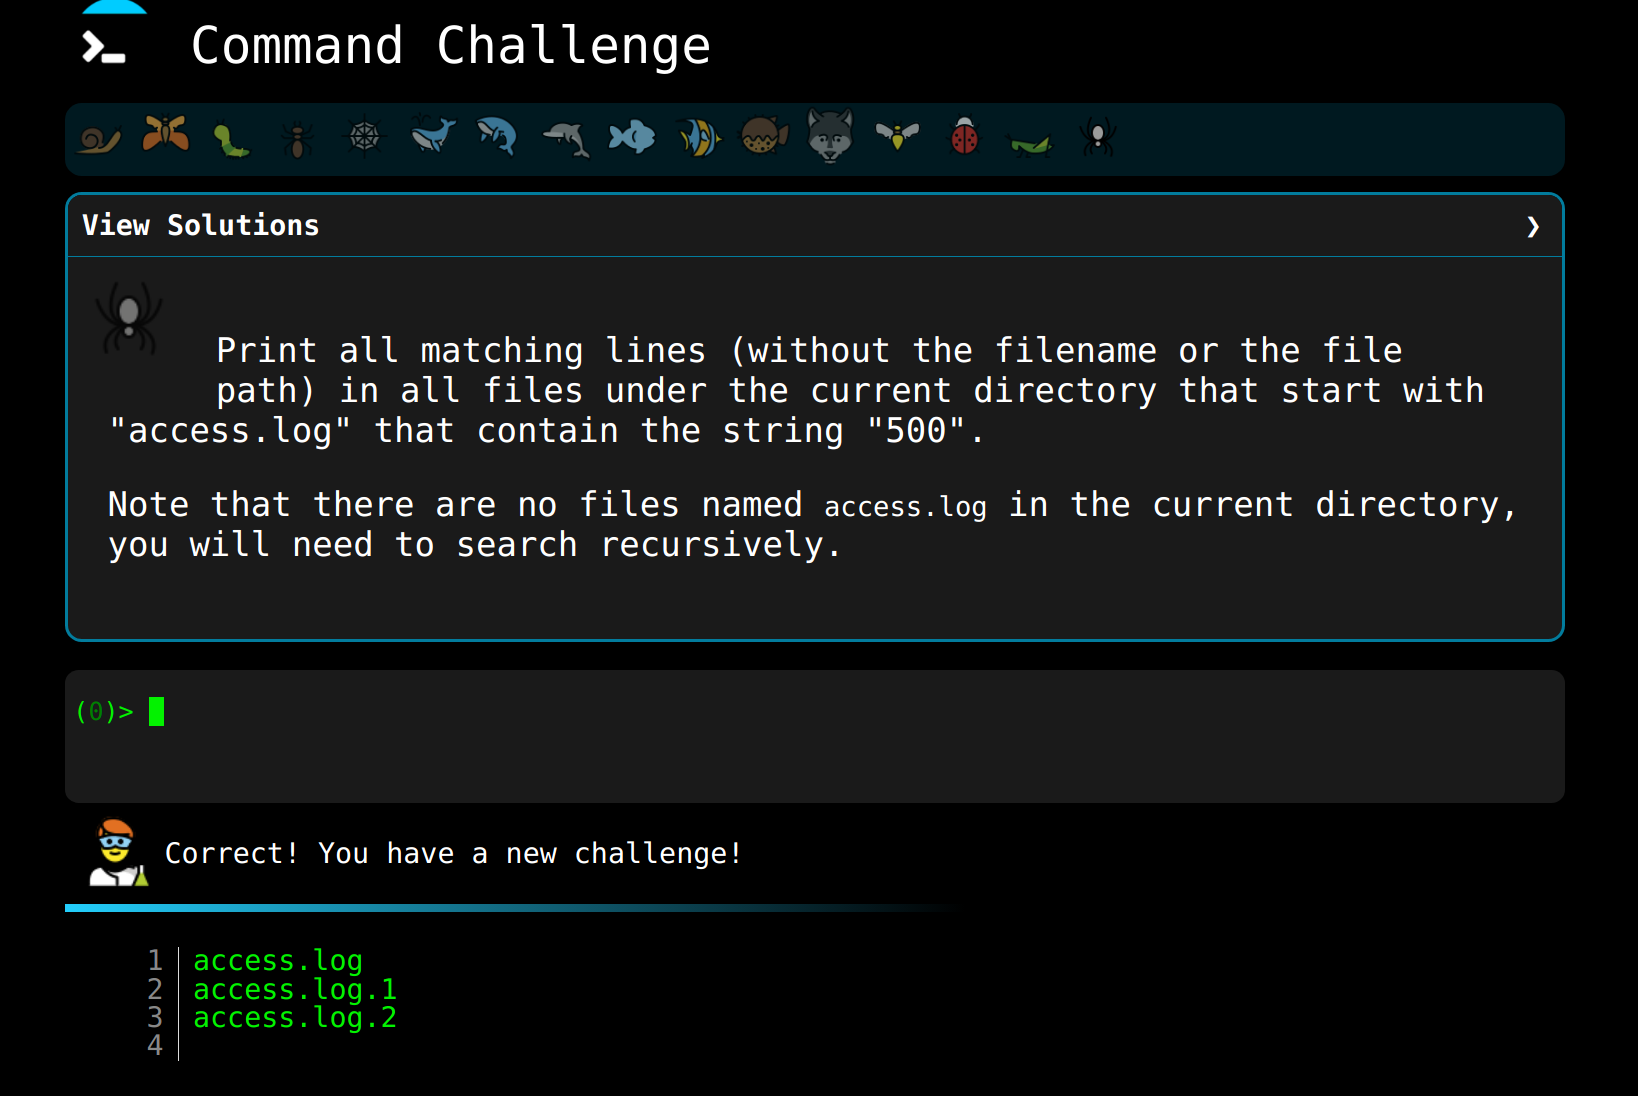 Command Challenge
View Solutions ❯
Print all matching lines (without the filename or the file
path) in all files under the current directory that start with
"access.log" that contain the string "500".
Note that there are no files named access.log in the current directory,
you will need to search recursively.
(0)>
Correct! You have a new challenge!
1 access.log
2 access.log.1
3 access.log.2
4